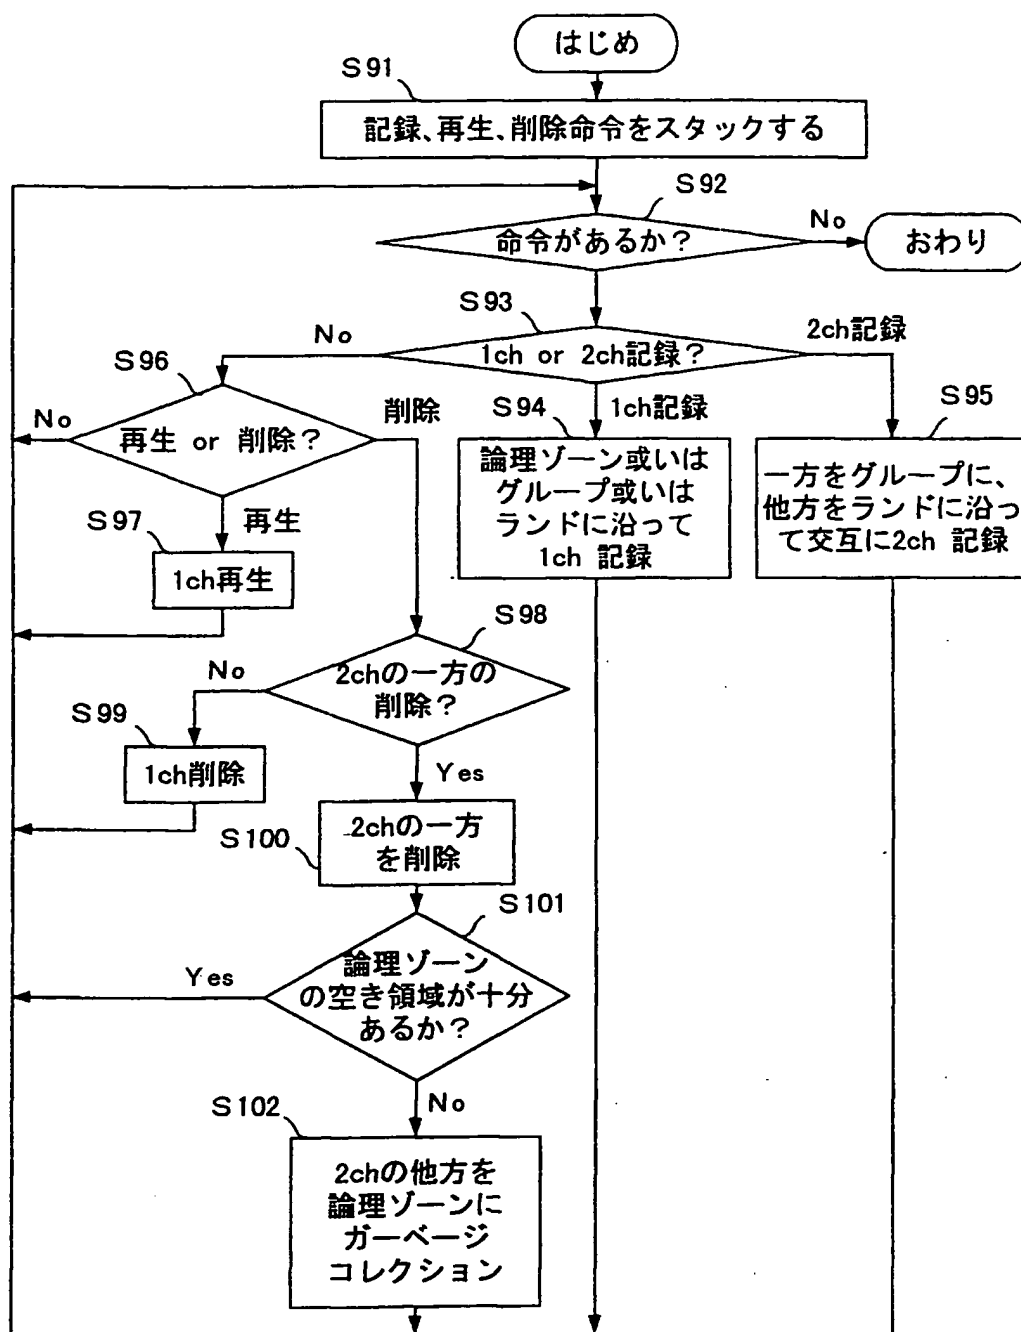 はじめ
S91
記録、再生、削除命令をスタックする
S92
命令があるか？
No
おわり
S93
No
1ch or 2ch記録？
2ch記録
S96
No
再生 or 削除？
削除
S94
1ch記録
論理ゾーン或いは
グループ或いは
ランドに沿って
1ch 記録
S95
一方をグループに、
他方をランドに沿っ
て交互に2ch 記録
S97
再生
1ch再生
S98
No
2chの一方の
削除？
S99
1ch削除
Yes
S100
2chの一方
を削除
S101
Yes
論理ゾーン
の空き領域が十分
あるか？
No
S102
2chの他方を
論理ゾーンに
ガーベージ
コレクション